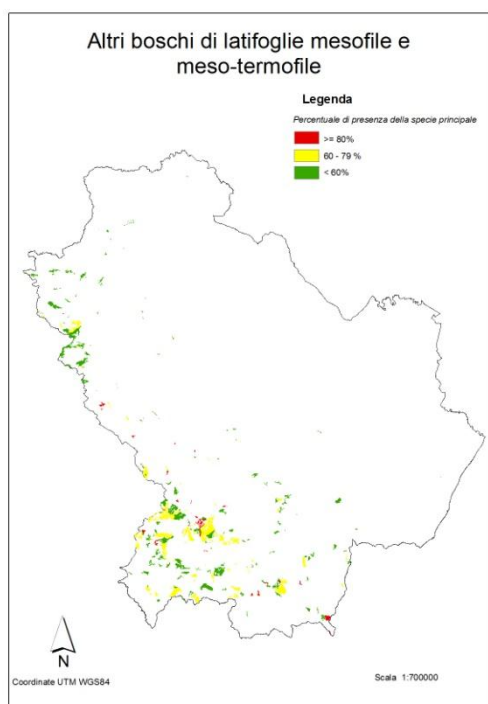 Altri boschi di latifoglie mesofile e
meso-termofile
Legenda
Percentuale di presenza della specie principale
>= 80%
60 - 79 %
< 60%
N
Coordinate UTM WGS84
Scala 1:700000